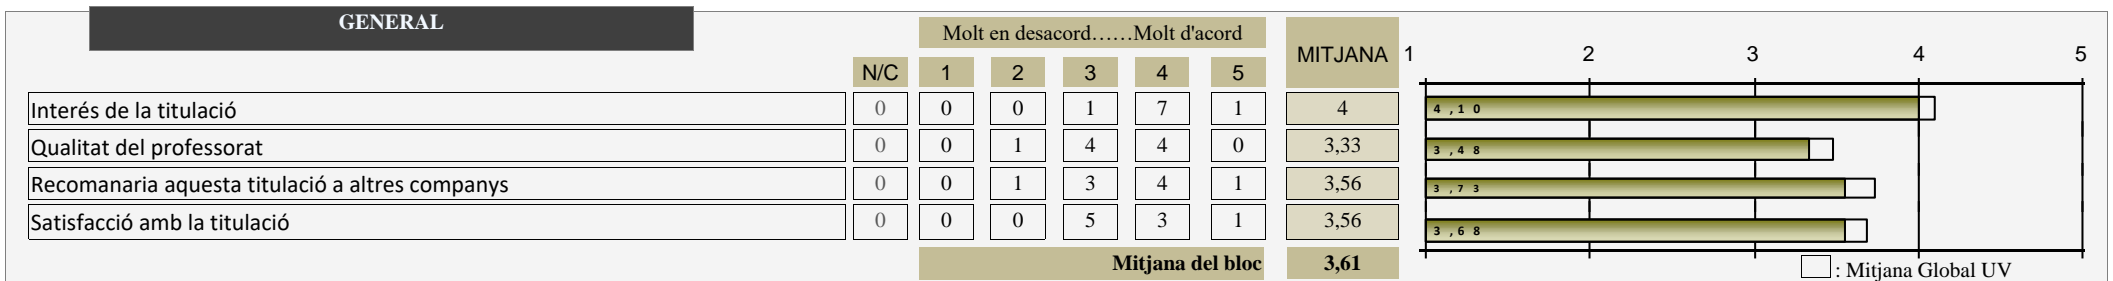 GENERAL
Molt en desacord……Molt d'acord
MITJANA
1 2 3 4 5
N/C 1 2 3 4 5
Interés de la titulació 0 0 0 1 7 1 4 4,10
Qualitat del professorat 0 0 1 4 4 0 3,33 3,48
Recomanaria aquesta titulació a altres companys 0 0 1 3 4 1 3,56 3,73
Satisfacció amb la titulació 0 0 0 5 3 1 3,56 3,68
Mitjana del bloc 3,61
: Mitjana Global UV